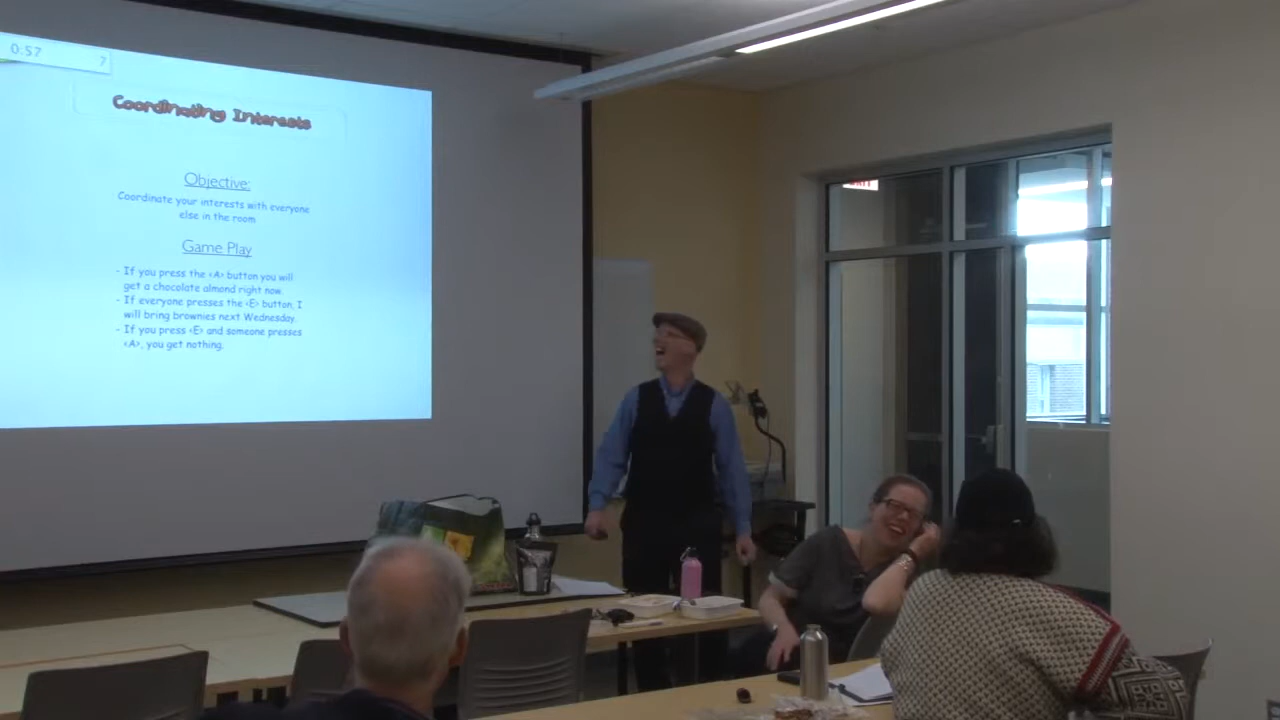 0:57 7
Coordinating Interests
Objective:
Coordinate your interests with everyone
else in the room
Game Play
- If you press the <A> button you will
get a chocolate almond right now.
- If everyone presses the <E> button, I
will bring brownies next Wednesday.
- If you press <E> and someone presses
<A>, you get nothing.
EXIT